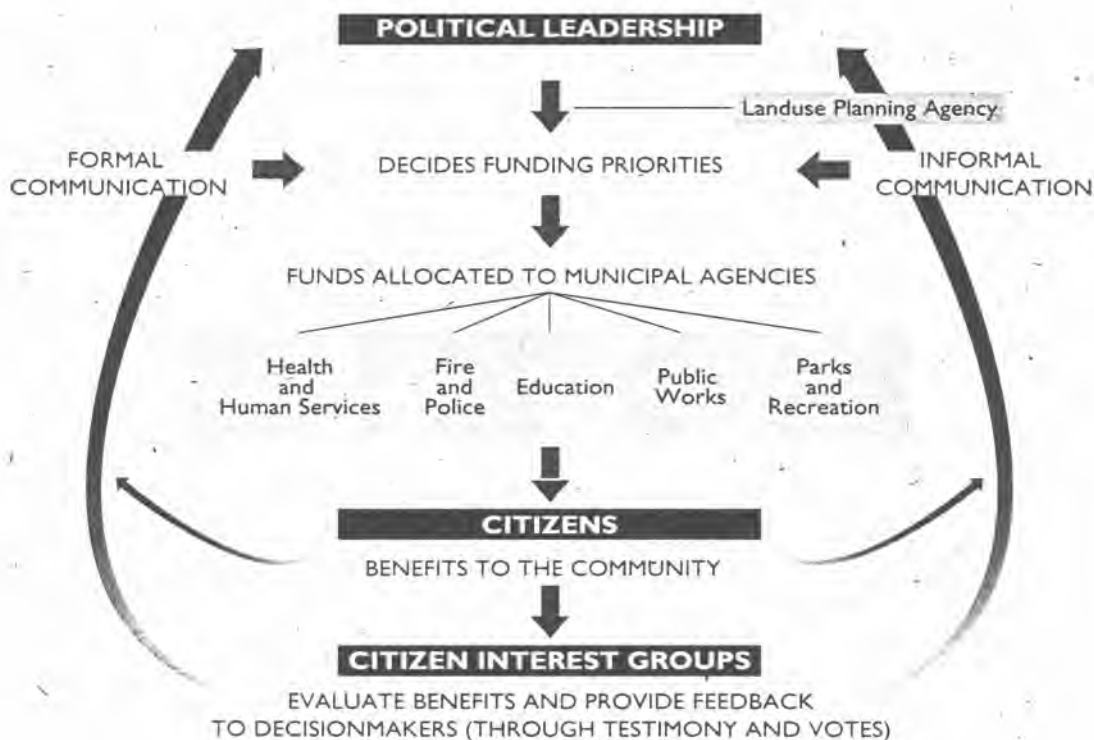 POLITICAL LEADERSHIP
Landuse Planning Agency
FORMAL
COMMUNICATION
DECIDES FUNDING PRIORITIES
INFORMAL
COMMUNICATION
FUNDS ALLOCATED TO MUNICIPAL AGENCIES
Health
and
Human Services
Fire
and
Police
Education
Public
Works
Parks
and
Recreation
CITIZENS
BENEFITS TO THE COMMUNITY
CITIZEN INTEREST GROUPS
EVALUATE BENEFITS AND PROVIDE FEEDBACK
TO DECISIONMAKERS (THROUGH TESTIMONY AND VOTES)